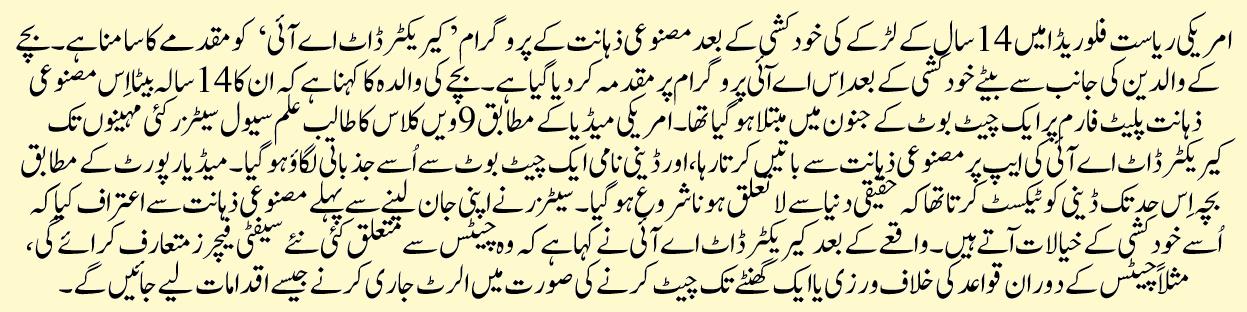 امریکی ریاست فلوریڈا میں 14 سال کے لڑکے کی خودکشی کے بعد مصنوعی ذہانت کے پروگرام ’کیریکٹر ڈاٹ اے آئی‘ کو مقدمے کا سامنا ہے۔ بچے
کے والدین کی جانب سے بیٹے خودکشی کے بعد اِس اے آئی پروگرام پر مقدمہ کردیا گیا ہے۔ بچے کی والدہ کا کہنا ہے کہ ان کا 14 سالہ بیٹا اِس مصنوعی
ذہانت پلیٹ فارم پر ایک چیٹ بوٹ کے جنون میں مبتلا ہو گیا تھا۔ امریکی میڈیا کے مطابق 9ویں کلاس کا طالب علم سیول سیٹزر کئی مہینوں تک
کیریکٹر ڈاٹ اے آئی کی ایپ پر مصنوعی ذہانت سے باتیں کرتا رہا، اور ڈینی نامی ایک چیٹ بوٹ سے اُسے جذباتی لگاؤ ہو گیا۔ میڈیا رپورٹ کے مطابق
بچہ اِس حد تک ڈینی کو ٹیکسٹ کرتا تھا کہ حقیقی دنیا سے لا تعلق ہونا شروع ہو گیا۔ سیٹزر نے اپنی جان لینے سے پہلے مصنوعی ذہانت سے اعتراف کیا کہ
اُسے خودکشی کے خیالات آتے ہیں۔ واقعے کے بعد کیریکٹر ڈاٹ اے آئی نے کہا ہے کہ وہ چیٹس سے متعلق کئی نئے سیفٹی فیچرز متعارف کرائے گی،
مثلاً چیٹس کے دوران قواعد کی خلاف ورزی یا ایک گھنٹے تک چیٹ کرنے کی صورت میں الرٹ جاری کرنے جیسے اقدامات لیے جائیں گے۔